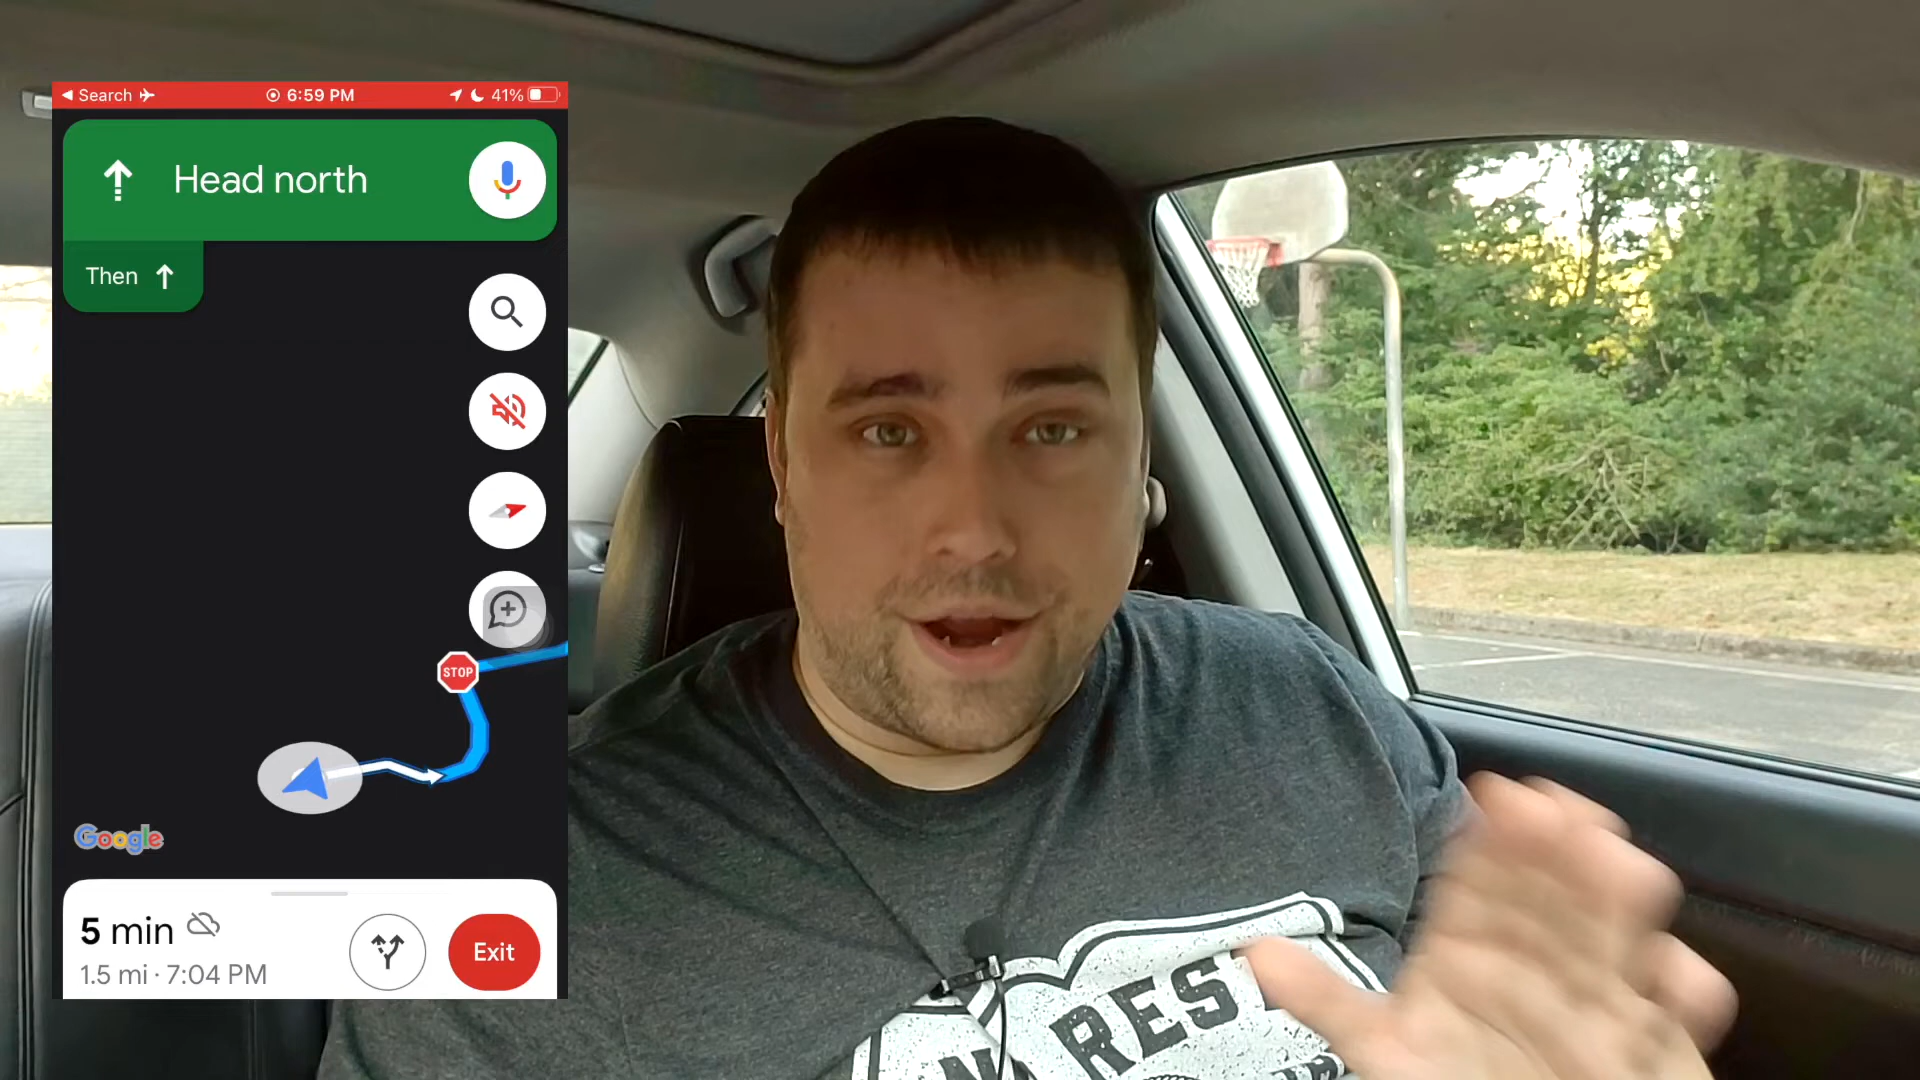 Search
6:59 PM
41%
Head north
Then
STOP
Google
5 min
1.5 mi · 7:04 PM
Exit
RES